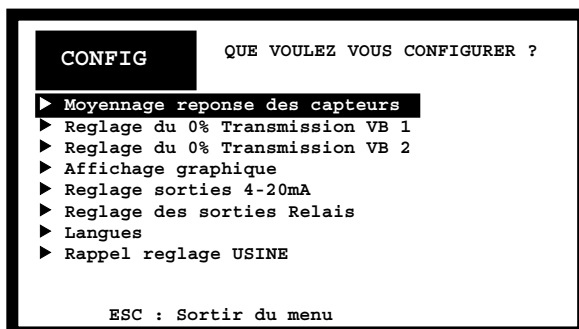 CONFIG
QUE VOULEZ VOUS CONFIGURER ?
Moyennage reponse des capteurs
Reglage du 0% Transmission VB 1
Reglage du 0% Transmission VB 2
Affichage graphique
Reglage sorties 4-20mA
Reglage des sorties Relais
Langues
Rappel reglage USINE
ESC : Sortir du menu